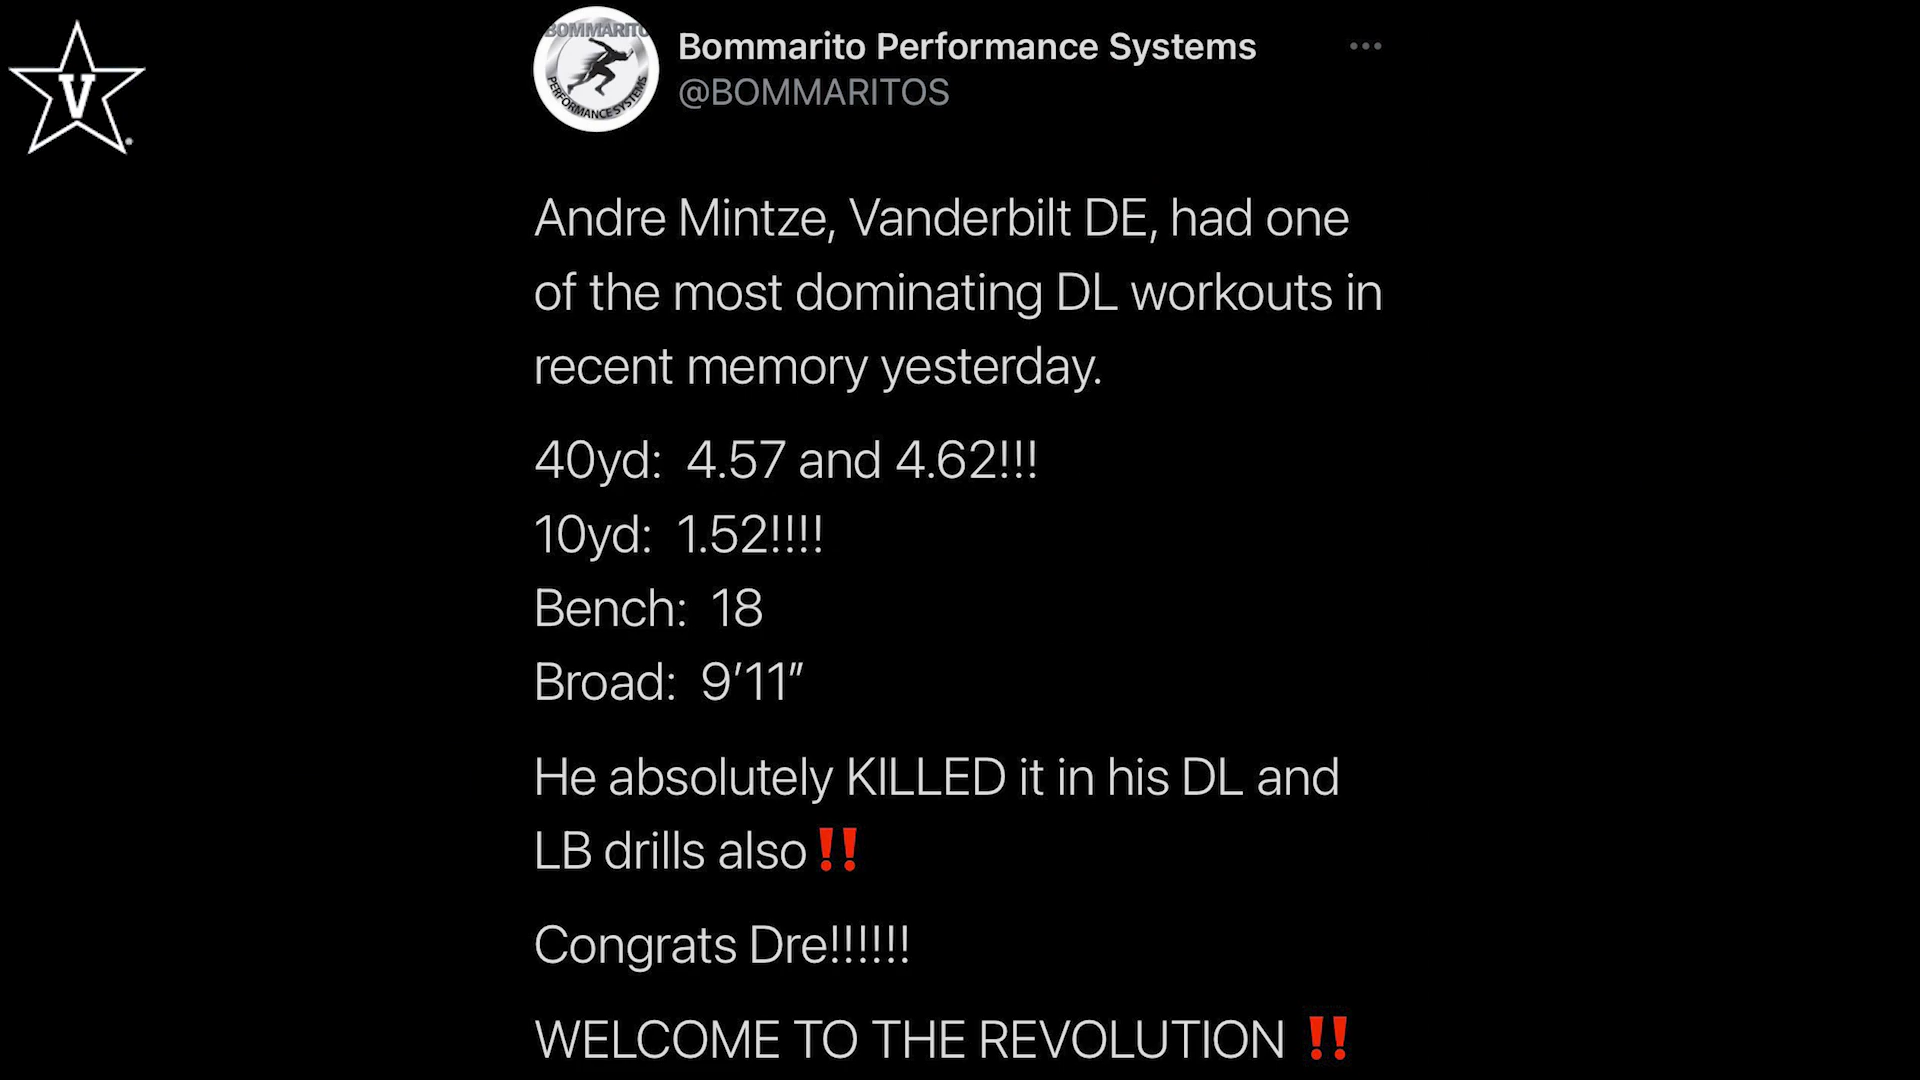 V
BOMMARITO
PERFORMANCE SYSTEMS
Bommarito Performance Systems
@BOMMARITOS
Andre Mintze, Vanderbilt DE, had one
of the most dominating DL workouts in
recent memory yesterday.
40yd:  4.57 and 4.62!!!
10yd:  1.52!!!!
Bench:  18
Broad:  9’11”
He absolutely KILLED it in his DL and
LB drills also‼️
Congrats Dre!!!!!!
WELCOME TO THE REVOLUTION ‼️